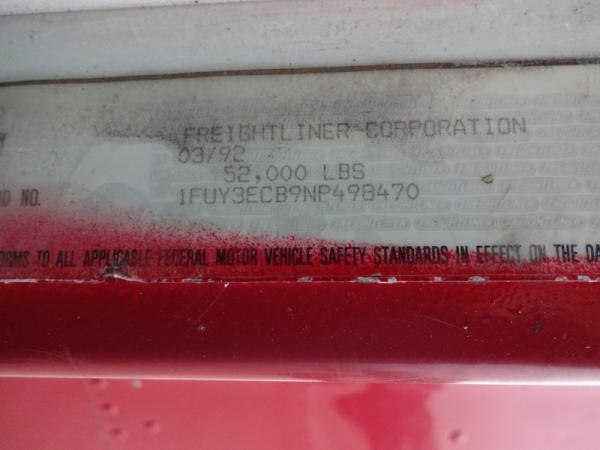 FREIGHTLINER CORPORATION
03/92
52,000 LBS
ID NO. 1FUY3ECB9NP498470
ORMS TO ALL APPLICABLE FEDERAL MOTOR VEHICLE SAFETY STANDARDS IN EFFECT ON THE DA